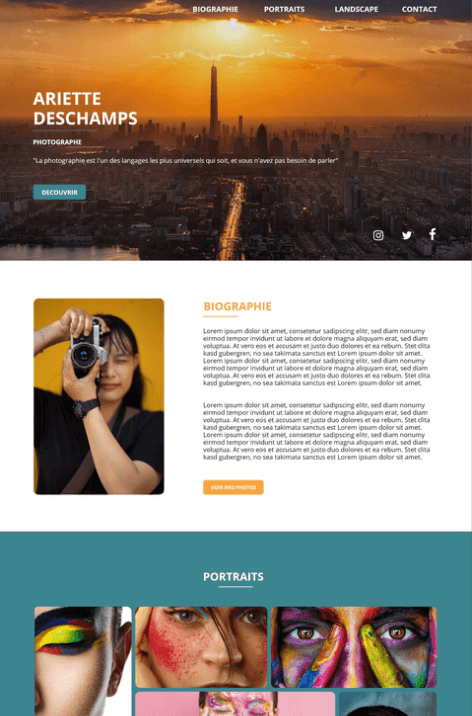 BIOGRAPHIE PORTRAITS LANDSCAPE CONTACT
ARIETTE
DESCHAMPS
PHOTOGRAPHE
"La photographie est l'un des langages les plus universels qui soit, et vous n'avez pas besoin de parler"
DECOUVRIR
BIOGRAPHIE
Lorem ipsum dolor sit amet, consetetur sadipscing elitr, sed diam nonumy
eirmod tempor invidunt ut labore et dolore magna aliquyam erat, sed diam
voluptua. At vero eos et accusam et justo duo dolores et ea rebum. Stet clita
kasd gubergren, no sea takimata sanctus est Lorem ipsum dolor sit amet.
Lorem ipsum dolor sit amet, consetetur sadipscing elitr, sed diam nonumy
eirmod tempor invidunt ut labore et dolore magna aliquyam erat, sed diam
voluptua. At vero eos et accusam et justo duo dolores et ea rebum. Stet clita
kasd gubergren, no sea takimata sanctus est Lorem ipsum dolor sit amet.
Lorem ipsum dolor sit amet, consetetur sadipscing elitr, sed diam nonumy
eirmod tempor invidunt ut labore et dolore magna aliquyam erat, sed diam
voluptua. At vero eos et accusam et justo duo dolores et ea rebum. Stet clita
kasd gubergren, no sea takimata sanctus est Lorem ipsum dolor sit amet.
Lorem ipsum dolor sit amet, consetetur sadipscing elitr, sed diam nonumy
eirmod tempor invidunt ut labore et dolore magna aliquyam erat, sed diam
voluptua. At vero eos et accusam et justo duo dolores et ea rebum. Stet clita
kasd gubergren, no sea takimata sanctus est Lorem ipsum dolor sit amet.
VOIR MES PHOTOS
PORTRAITS